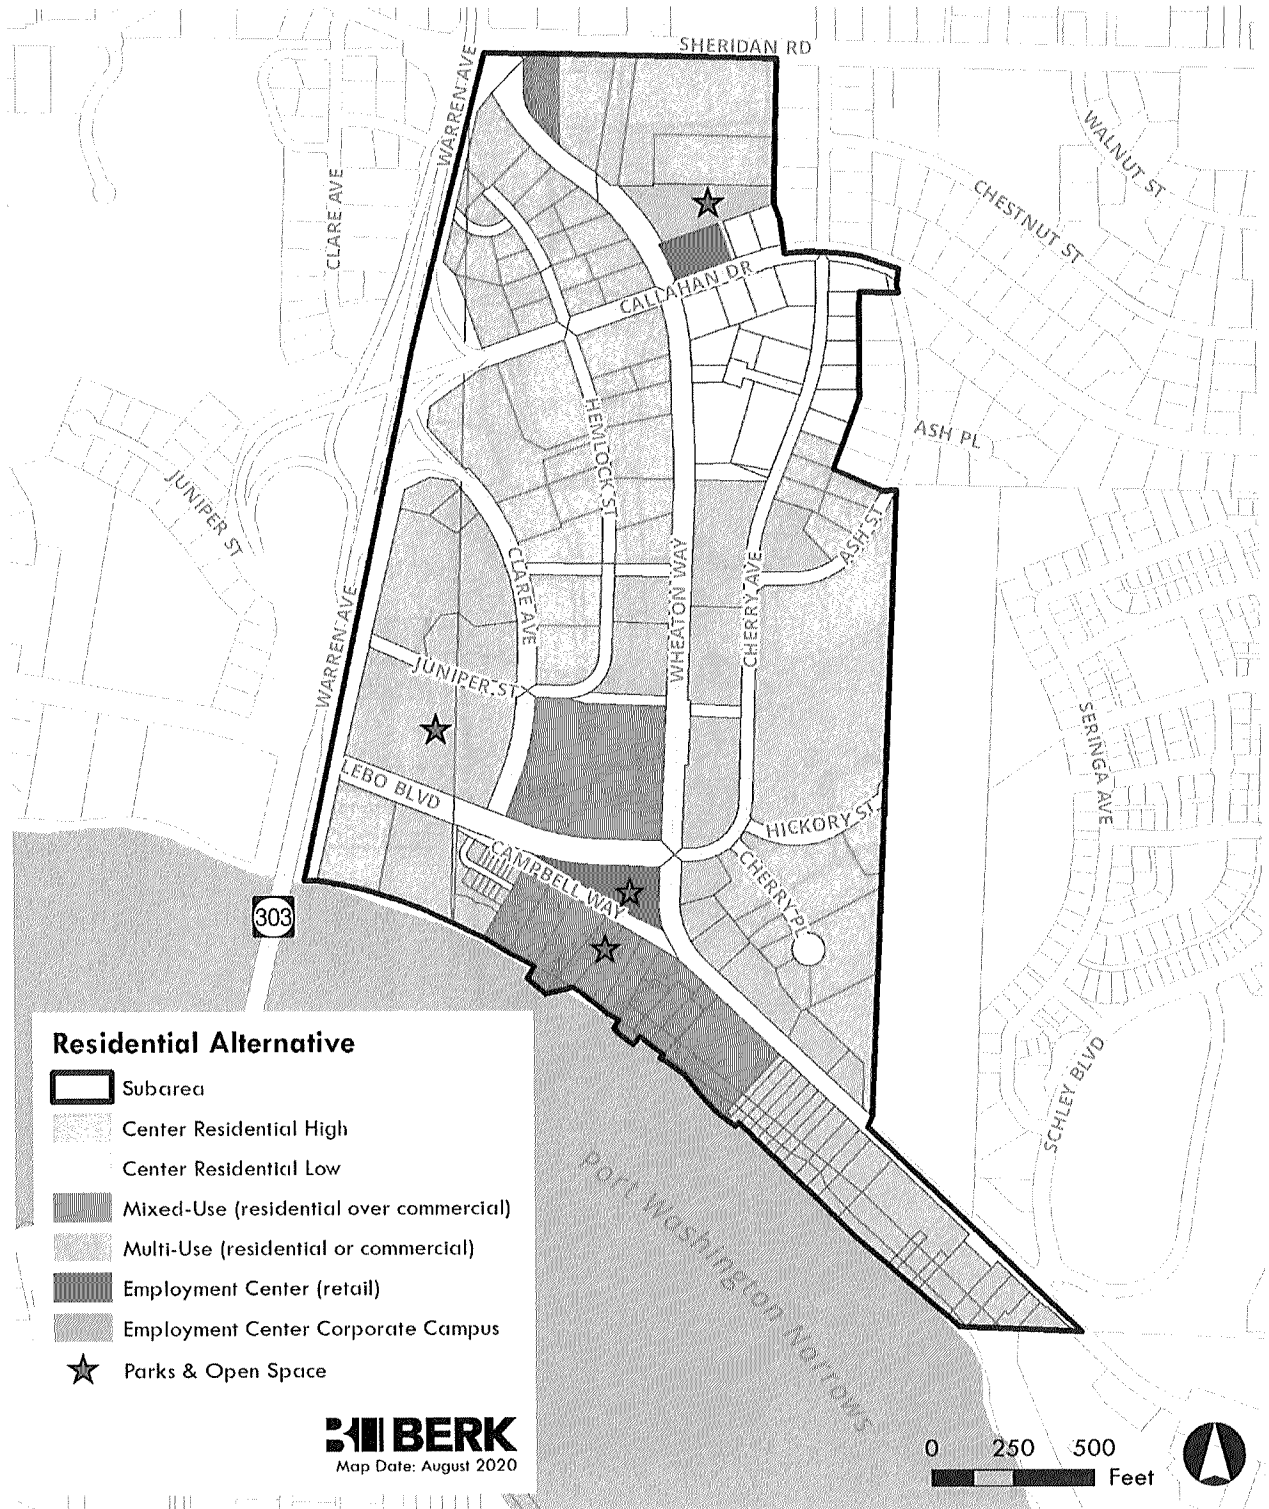 SHERIDAN RD
WARREN AVE
WALNUT ST
CLARE AVE
CHESTNUT ST
CALLAHAN DR
HEMLOCK ST
ASH PL
JUNIPER ST
ASH ST
CLARE AVE
WHEATON WAY
CHERRY AVE
WARREN AVE
JUNIPER ST
SERINGA AVE
LEBO BLVD
HICKORY ST
CAMPBELL WAY
CHERRY PL
303
SCHLEY BLVD
Port Washington Narrows
Residential Alternative
Subarea
Center Residential High
Center Residential Low
Mixed-Use (residential over commercial)
Multi-Use (residential or commercial)
Employment Center (retail)
Employment Center Corporate Campus
Parks & Open Space
BERK
Map Date: August 2020
0 250 500
Feet